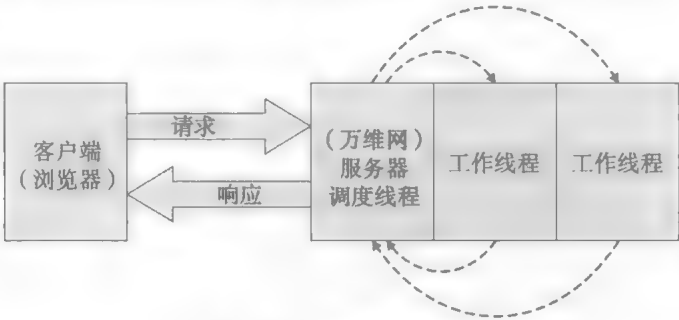 客户端
（浏览器）
请求
响应
（万维网）
服务器
调度线程
工作线程
工作线程